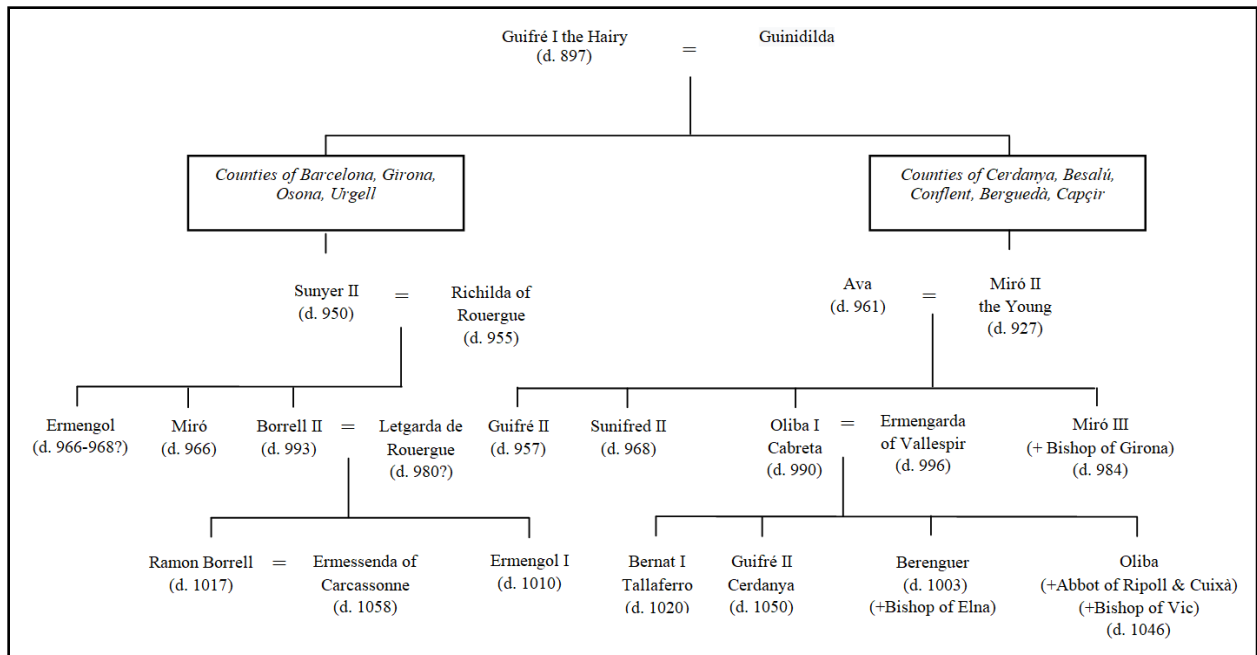 Guifré I the Hairy
(d. 897)
=
Guinidilda
Counties of Barcelona, Girona,
Osona, Urgell
Counties of Cerdanya, Besalú,
Conflent, Berguedà, Capçir
Sunyer II
(d. 950)
=
Richilda of
Rouergue
(d. 955)
Ava
(d. 961)
=
Miró II
the Young
(d. 927)
Ermengol
(d. 966-968?)
Miró
(d. 966)
Borrell II
(d. 993)
=
Letgarda de
Rouergue
(d. 980?)
Guifré II
(d. 957)
Sunifred II
(d. 968)
Oliba I
Cabreta
(d. 990)
=
Ermengarda
of Vallespir
(d. 996)
Miró III
(+ Bishop of Girona)
(d. 984)
Ramon Borrell
(d. 1017)
=
Ermessenda of
Carcassonne
(d. 1058)
Ermengol I
(d. 1010)
Bernat I
Tallaferro
(d. 1020)
Guifré II
Cerdanya
(d. 1050)
Berenguer
(d. 1003)
(+Bishop of Elna)
Oliba
(+Abbot of Ripoll & Cuixà)
(+Bishop of Vic)
(d. 1046)